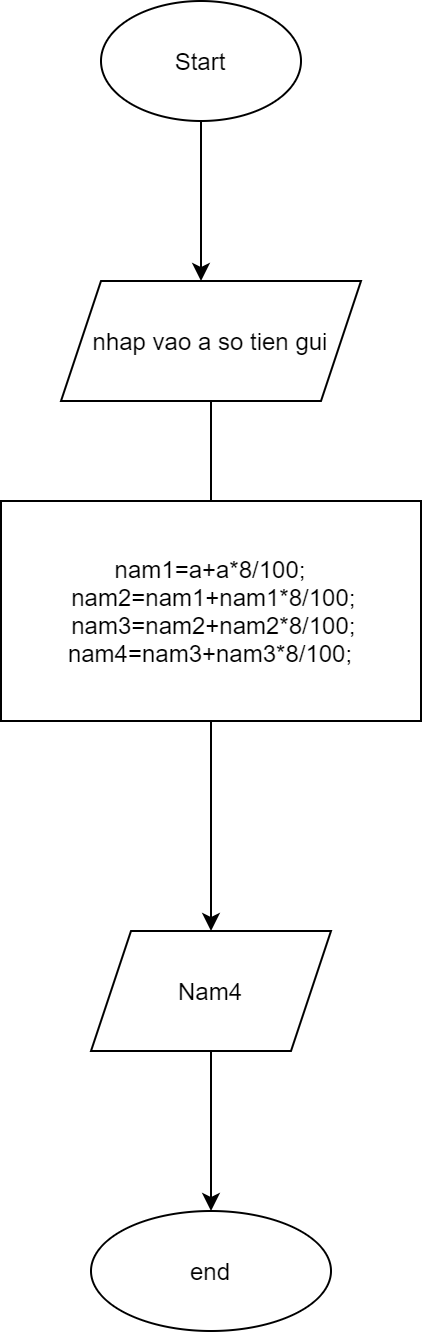 Start
nhap vao a so tien gui
nam1=a+a*8/100;
nam2=nam1+nam1*8/100;
nam3=nam2+nam2*8/100;
nam4=nam3+nam3*8/100;
Nam4
end